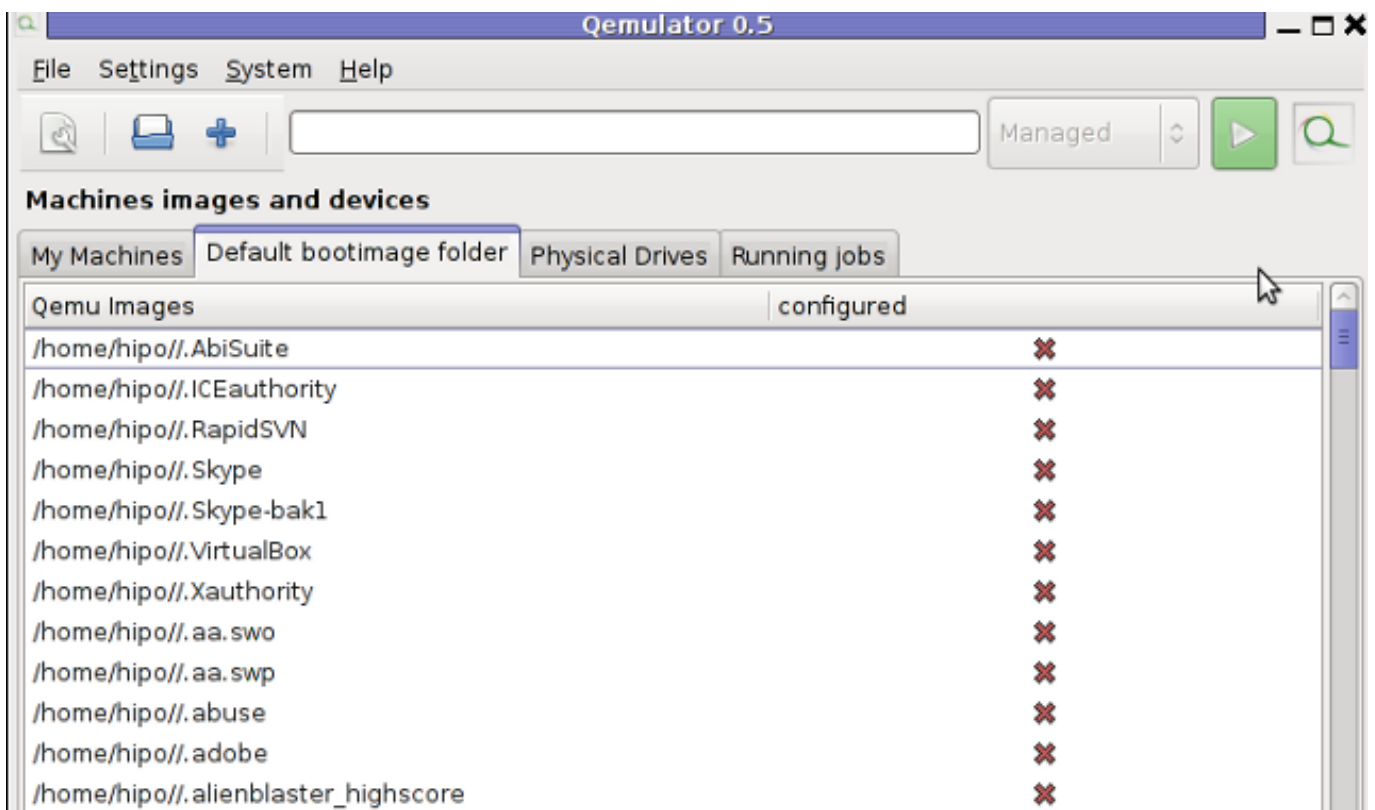 Qemulator 0.5
File Settings System Help
Managed
Machines images and devices
My Machines Default bootimage folder Physical Drives Running jobs
Qemu Images configured
/home/hipo//.AbiSuite
/home/hipo//.ICEauthority
/home/hipo//.RapidSVN
/home/hipo//.Skype
/home/hipo//.Skype-bak1
/home/hipo//.VirtualBox
/home/hipo//.Xauthority
/home/hipo//.aa.swo
/home/hipo//.aa.swp
/home/hipo//.abuse
/home/hipo//.adobe
/home/hipo//.alienblaster_highscore